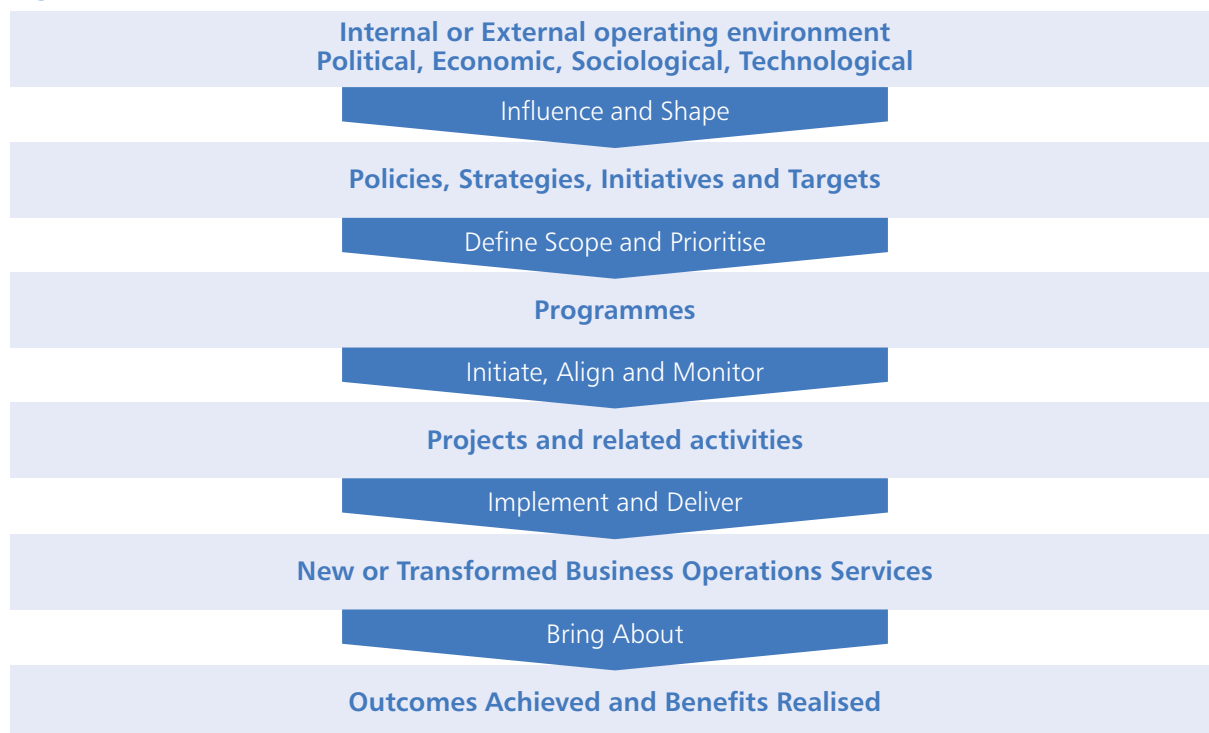 Internal or External operating environment
Political, Economic, Sociological, Technological
Influence and Shape
Policies, Strategies, Initiatives and Targets
Define Scope and Prioritise
Programmes
Initiate, Align and Monitor
Projects and related activities
Implement and Deliver
New or Transformed Business Operations Services
Bring About
Outcomes Achieved and Benefits Realised